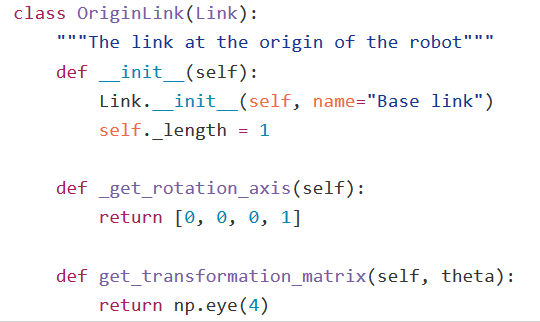 class OriginLink(Link):
    """The link at the origin of the robot"""
    def __init__(self):
        Link.__init__(self, name="Base link")
        self._length = 1

    def _get_rotation_axis(self):
        return [0, 0, 0, 1]

    def get_transformation_matrix(self, theta):
        return np.eye(4)